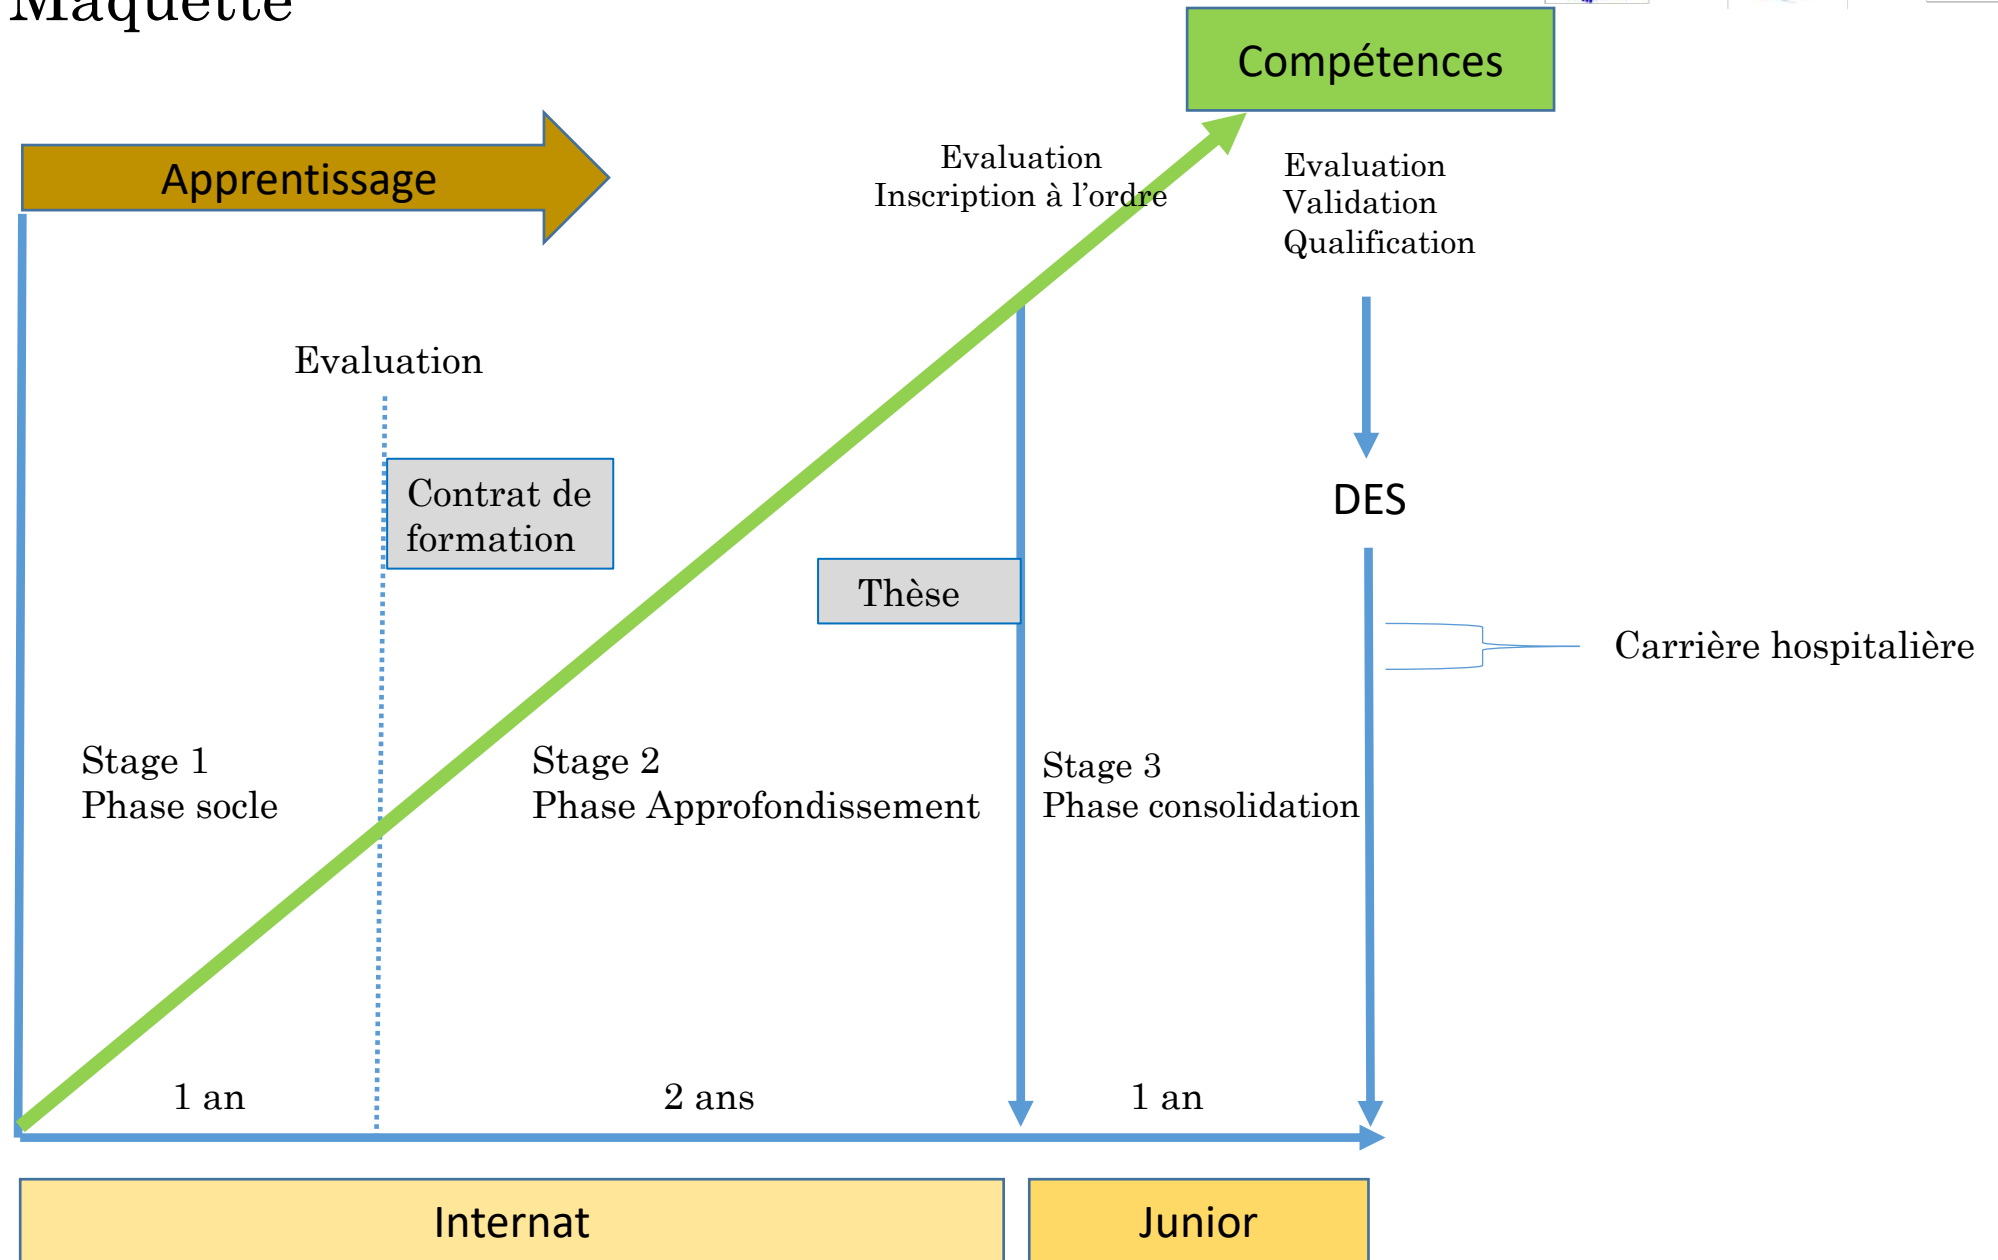 Maquette
Compétences
Apprentissage
Evaluation
Inscription à l'ordre
Evaluation
Validation
Qualification
Evaluation
Contrat de
formation
DES
Thèse
Carrière hospitalière
Stage 1
Phase socle
Stage 2
Phase Approfondissement
Stage 3
Phase consolidation
1 an
2 ans
1 an
Internat
Junior